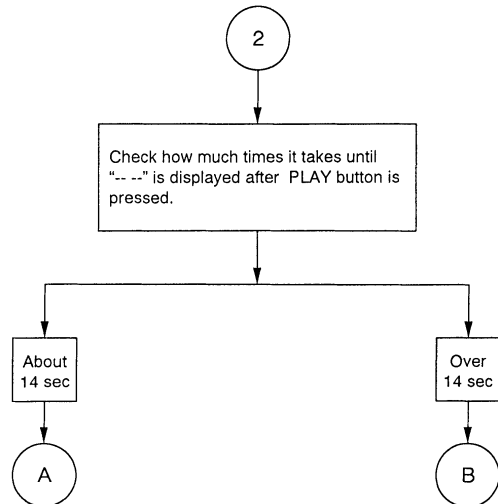 2
Check how much times it takes until
“-- --” is displayed after PLAY button is
pressed.
About
14 sec
Over
14 sec
A
B